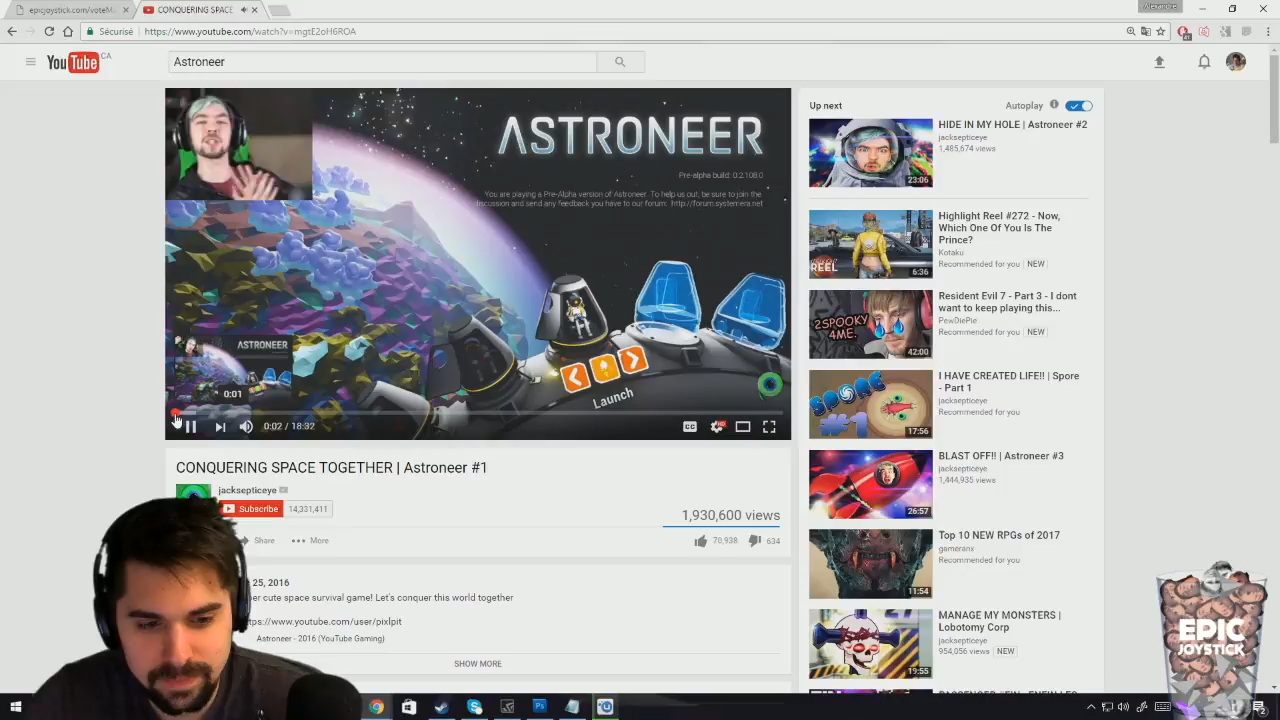 epicjoystick.com/voteM
CONQUERING SPACE
Alexandre
Sécurisé
https://www.youtube.com/watch?v=mgtE2oH6ROA
YouTube CA
Astroneer
ASTRONEER
Pre-alpha build: 0.2.108.0
You are playing a Pre-Alpha version of Astroneer. To help us out, be sure to join the
discussion and send any feedback you have to our forum: http://forum.systemera.net
Launch
ASTRONEER
0:01
0:02 / 18:32
CC
HD
CONQUERING SPACE TOGETHER | Astroneer #1
jacksepticeye
Subscribe 14,331,411
1,930,600 views
Share
More
70,938
634
25, 2016
er cute space survival game! Let's conquer this world together
https://www.youtube.com/user/pixlpit
Astroneer - 2016 (YouTube Gaming)
SHOW MORE
Up next
Autoplay
HIDE IN MY HOLE | Astroneer #2
jacksepticeye
1,485,674 views
23:06
Highlight Reel #272 - Now,
Which One Of You Is The
Prince?
Kotaku
Recommended for you NEW
REEL
6:36
Resident Evil 7 - Part 3 - I dont
want to keep playing this...
PewDiePie
Recommended for you NEW
2SPOOKY
4ME.
42:00
I HAVE CREATED LIFE!! | Spore
- Part 1
jacksepticeye
Recommended for you
SPORE
#1
17:56
BLAST OFF!! | Astroneer #3
jacksepticeye
1,444,935 views
26:57
Top 10 NEW RPGs of 2017
gameranx
Recommended for you
11:54
MANAGE MY MONSTERS |
Lobotomy Corp
jacksepticeye
954,056 views NEW
19:55
EPIC
JOYSTICK